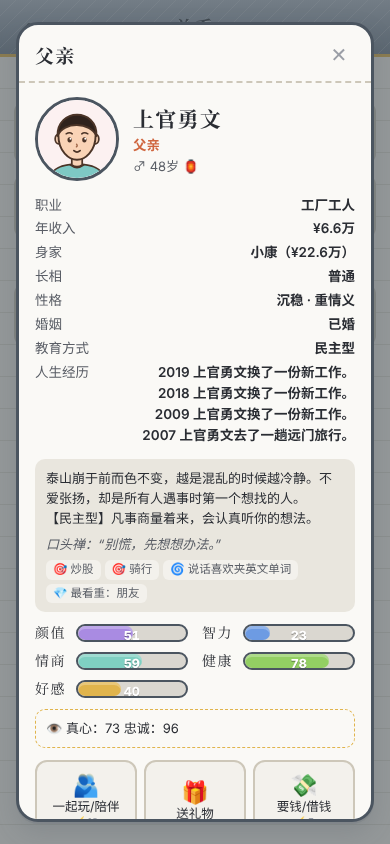 父亲
×
上官勇文
父亲
♂ 48岁 🏮
职业 工厂工人
年收入 ¥6.6万
身家 小康（¥22.6万）
长相 普通
性格 沉稳 · 重情义
婚姻 已婚
教育方式 民主型
人生经历 2019 上官勇文换了一份新工作。
2018 上官勇文换了一份新工作。
2009 上官勇文换了一份新工作。
2007 上官勇文去了一趟远门旅行。
泰山崩于前而色不变，越是混乱的时候越冷静。不
爱张扬，却是所有人遇事时第一个想找的人。
【民主型】凡事商量着来，会认真听你的想法。
口头禅：“别慌，先想想办法。”
🎯 炒股 🎯 骑行 🌀 说话喜欢夹英文单词
💎 最看重：朋友
颜值 51 智力 23
情商 59 健康 78
好感 40
👁️ 真心：73 忠诚：96
一起玩/陪伴 送礼物 要钱/借钱